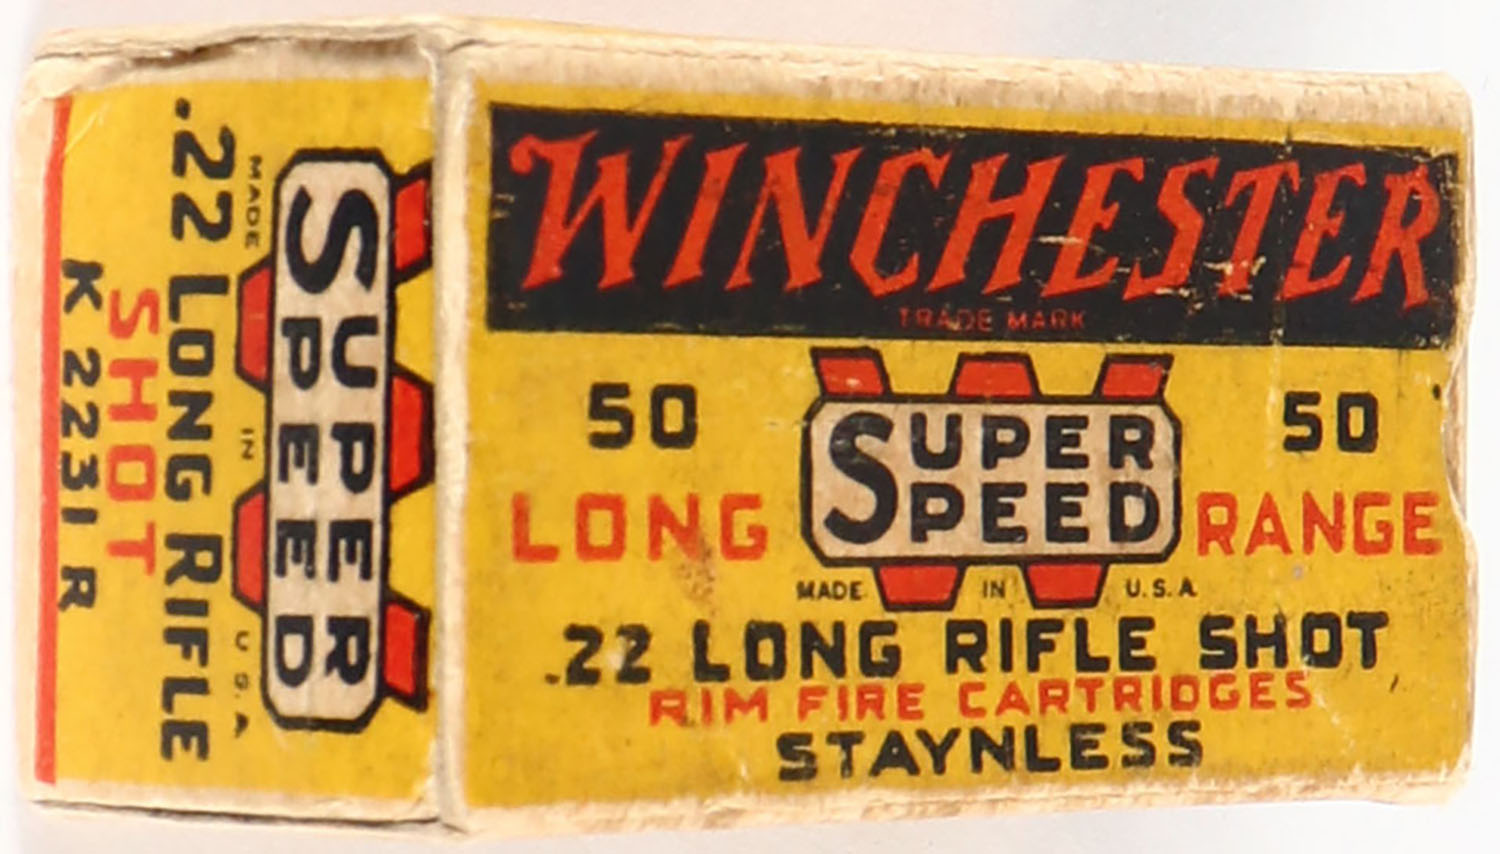 WINCHESTER
TRADE MARK
50 SUPER SPEED 50
LONG RANGE
MADE IN U.S.A.
.22 LONG RIFLE SHOT
RIM FIRE CARTRIDGES
STAYNLESS
SUPER
SPEED
MADE IN U.S.A
.22 LONG RIFLE
SHOT
K 2231 R